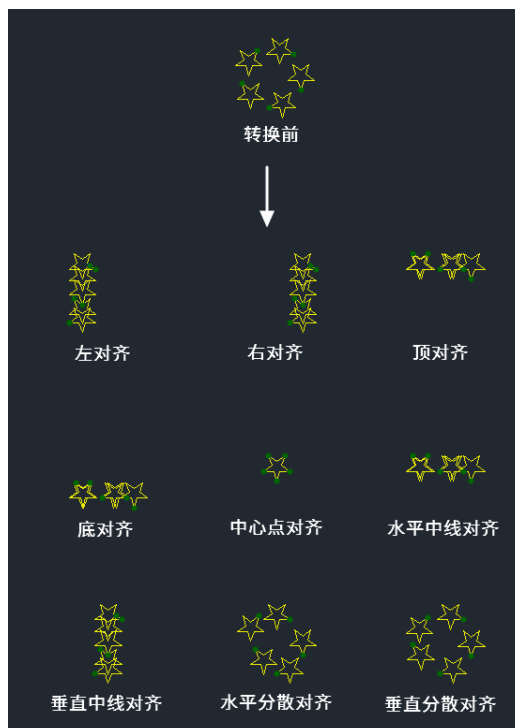 转换前
左对齐
右对齐
顶对齐
底对齐
中心点对齐
水平中线对齐
垂直中线对齐
水平分散对齐
垂直分散对齐